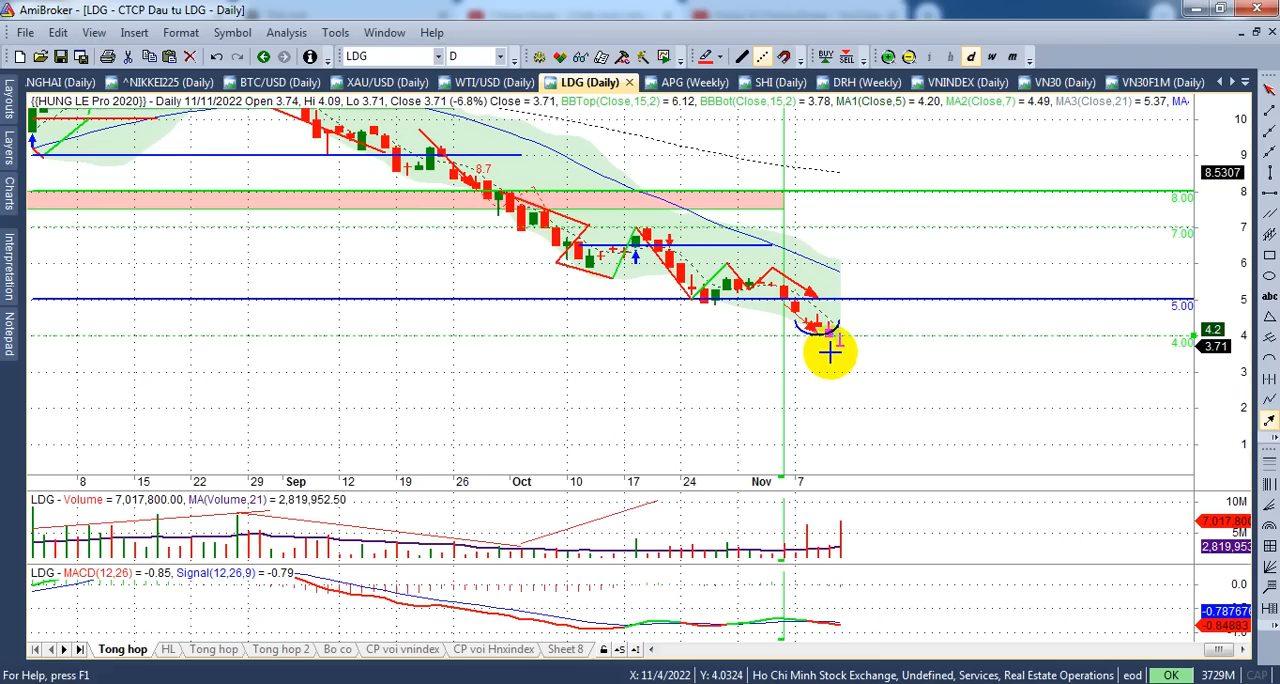 AmiBroker - [LDG - CTCP Dau tu LDG - Daily]
File Edit View Insert Format Symbol Analysis Tools Window Help
LDG D BUY SELL i h d w m
NGHAI (Daily) ^NIKKEI225 (Daily) BTC/USD (Daily) XAU/USD (Daily) WTI/USD (Daily) LDG (Daily) APG (Weekly) SHI (Daily) DRH (Weekly) VNINDEX (Daily) VN30 (Daily) VN30F1M (Daily)
{{HUNG LE Pro 2020}} - Daily 11/1/2022 Open 3.74, Hi 4.09, Lo 3.71, Close 3.71 (-6.8%) Close = 3.71, BBTop(Close,15,2) = 6.12, BBBot(Close,15,2) = 3.78, MA1(Close,5) = 4.20, MA2(Close,7) = 4.49, MA3(Close,21) = 5.37,
Layouts
Layers
Charts
Interpretation
Notepad
abc
10
9
8.7
8.5307
8
8.00
7
7.00
6
5
5.00
4.2
4
4.00
3.71
3
2
1
8 15 22 29 Sep 12 19 26 Oct 10 17 24 Nov 7
LDG - Volume = 7,017,800.00, MA(Volume,21) = 2,819,952.50
10M
7,017,800
5M
2,819,953
LDG - MACD(12,26) = -0.85, Signal(12,26,9) = -0.79
0.0
-0.787676
-0.84883
Tong hop HL Tong hop Tong hop 2 Bo co CP voi vnindex CP voi Hnxindex Sheet 8
For Help, press F1 X: 11/4/2022 Y: 4.0324 Ho Chi Minh Stock Exchange, Undefined, Services, Real Estate Operations eod OK 3729M CAP